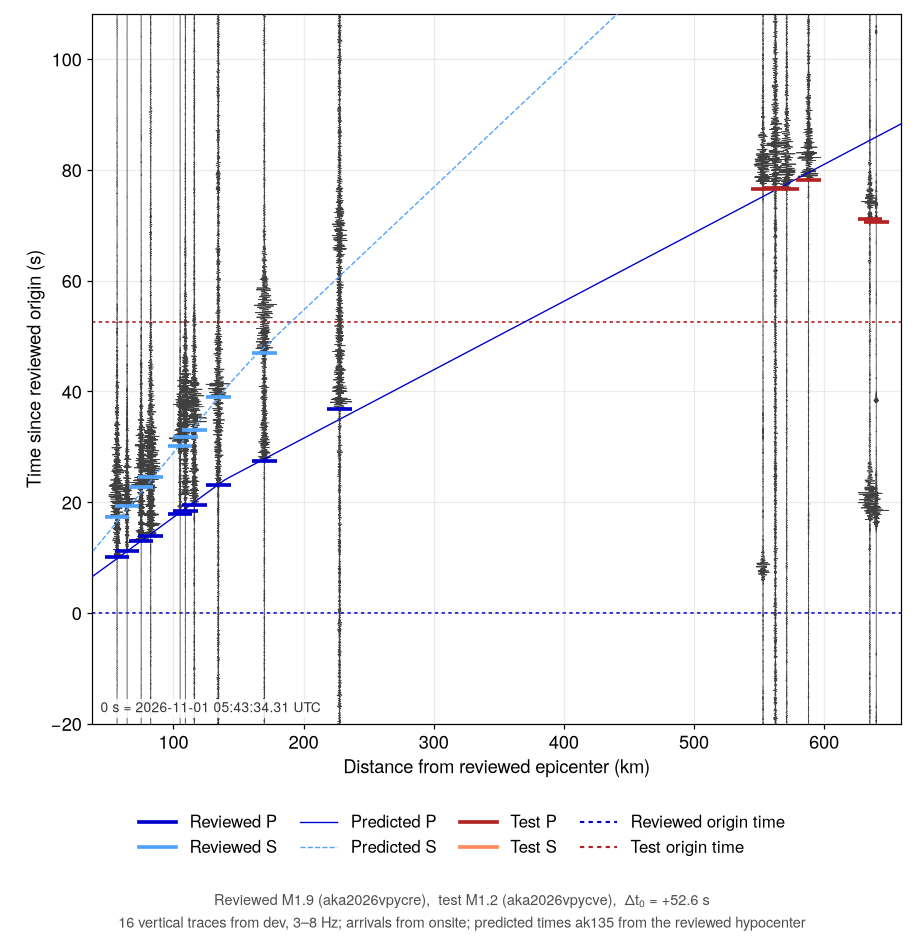 100
80
60
40
20
0
−20
Time since reviewed origin (s)
0 s = 2026-11-01 05:43:34.31 UTC
100 200 300 400 500 600
Distance from reviewed epicenter (km)
Reviewed P Predicted P Test P Reviewed origin time
Reviewed S Predicted S Test S Test origin time
Reviewed M1.9 (aka2026vpycre), test M1.2 (aka2026vpycve), Δt₀ = +52.6 s
16 vertical traces from dev, 3–8 Hz; arrivals from onsite; predicted times ak135 from the reviewed hypocenter